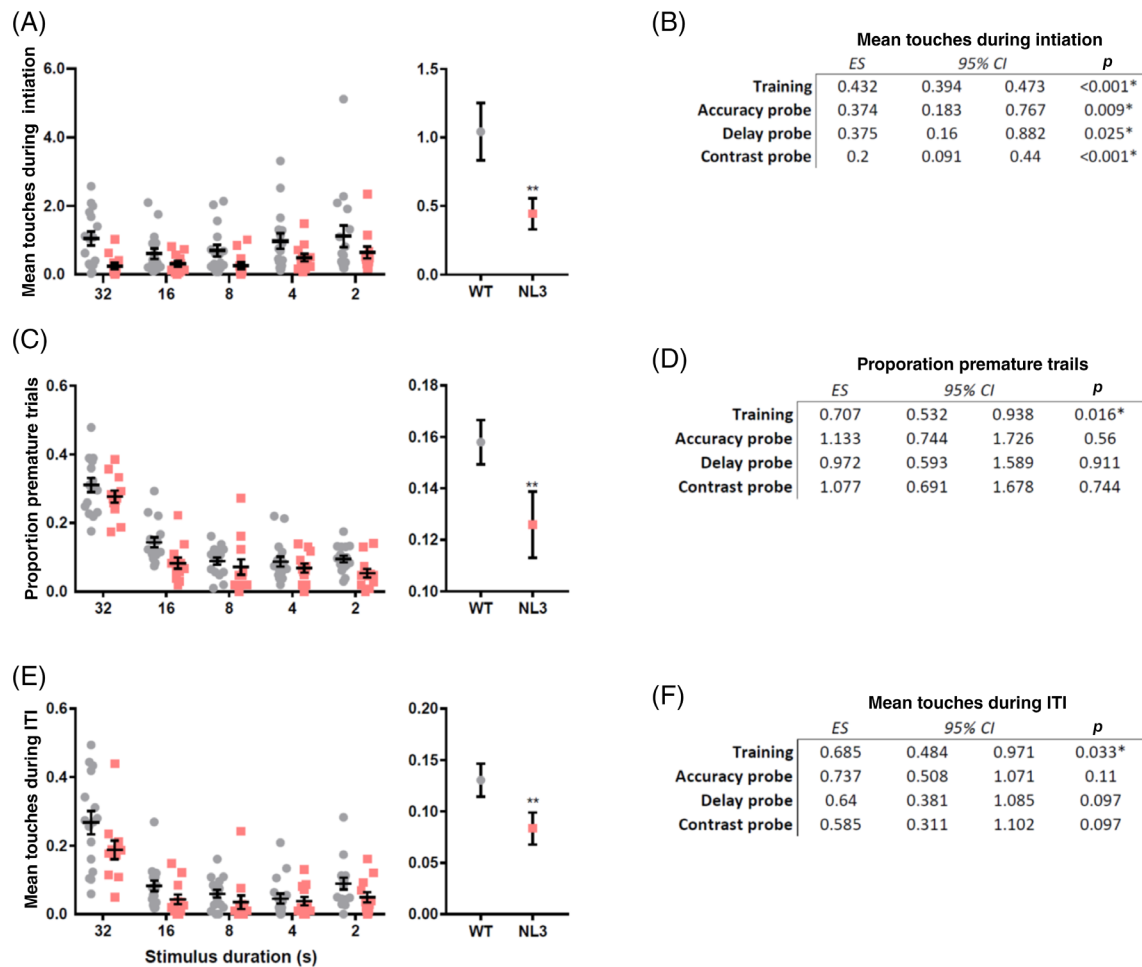 (A)
Mean touches during intiation
6.0
4.0
2.0
0.0
32 16 8 4 2
1.5
1.0
0.5
0.0
**
WT NL3
(B)
Mean touches during intiation
ES 95% CI p
Training 0.432 0.394 0.473 <0.001*
Accuracy probe 0.374 0.183 0.767 0.009*
Delay probe 0.375 0.16 0.882 0.025*
Contrast probe 0.2 0.091 0.44 <0.001*
(C)
Proportion premature trials
0.6
0.4
0.2
0.0
32 16 8 4 2
0.18
0.16
0.14
0.12
0.10
**
WT NL3
(D)
Proporation premature trails
ES 95% CI p
Training 0.707 0.532 0.938 0.016*
Accuracy probe 1.133 0.744 1.726 0.56
Delay probe 0.972 0.593 1.589 0.911
Contrast probe 1.077 0.691 1.678 0.744
(E)
Mean touches during ITI
0.6
0.4
0.2
0.0
32 16 8 4 2
Stimulus duration (s)
0.20
0.15
0.10
0.05
0.00
**
WT NL3
(F)
Mean touches during ITI
ES 95% CI p
Training 0.685 0.484 0.971 0.033*
Accuracy probe 0.737 0.508 1.071 0.11
Delay probe 0.64 0.381 1.085 0.097
Contrast probe 0.585 0.311 1.102 0.097